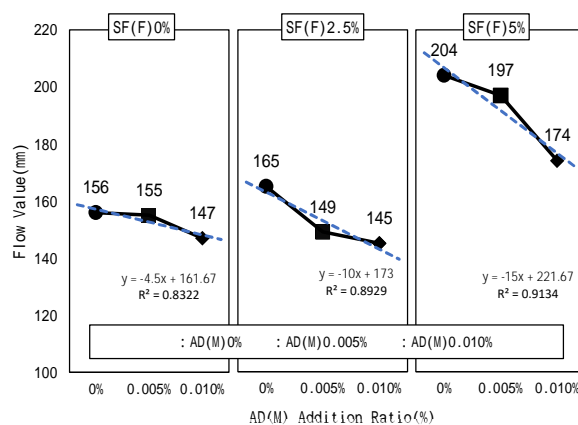 SF(F)0%
SF(F)2.5%
SF(F)5%
Flow Value(mm)
220
200
180
160
140
120
100
156
155
147
165
149
145
204
197
174
y = -4.5x + 161.67
R² = 0.8322
y = -10x + 173
R² = 0.8929
y = -15x + 221.67
R² = 0.9134
: AD(M)0% : AD(M)0.005% : AD(M)0.010%
0% 0.005% 0.010% 0% 0.005% 0.010% 0% 0.005% 0.010%
AD(M) Addition Ratio(%)